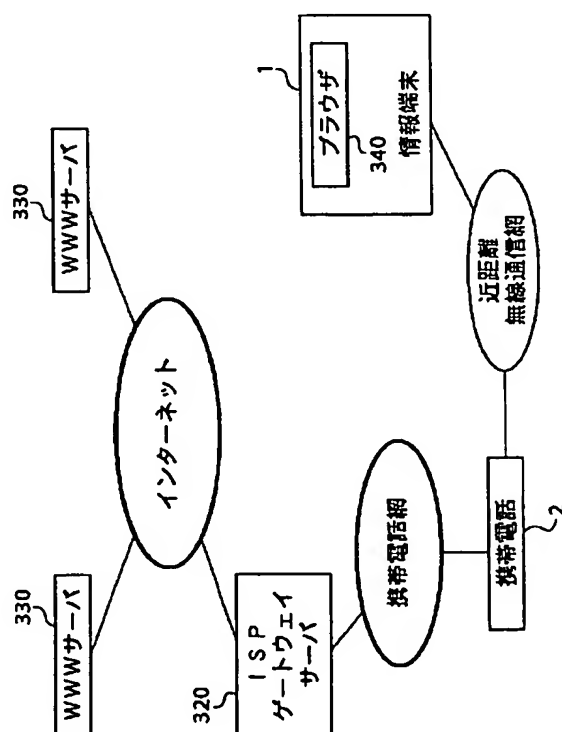 330
WWWサーバ
330
WWWサーバ
インターネット
320
ISP
ゲートウェイ
サーバ
携帯電話網
携帯電話
2
近距離
無線通信網
1
ブラウザ
340
情報端末